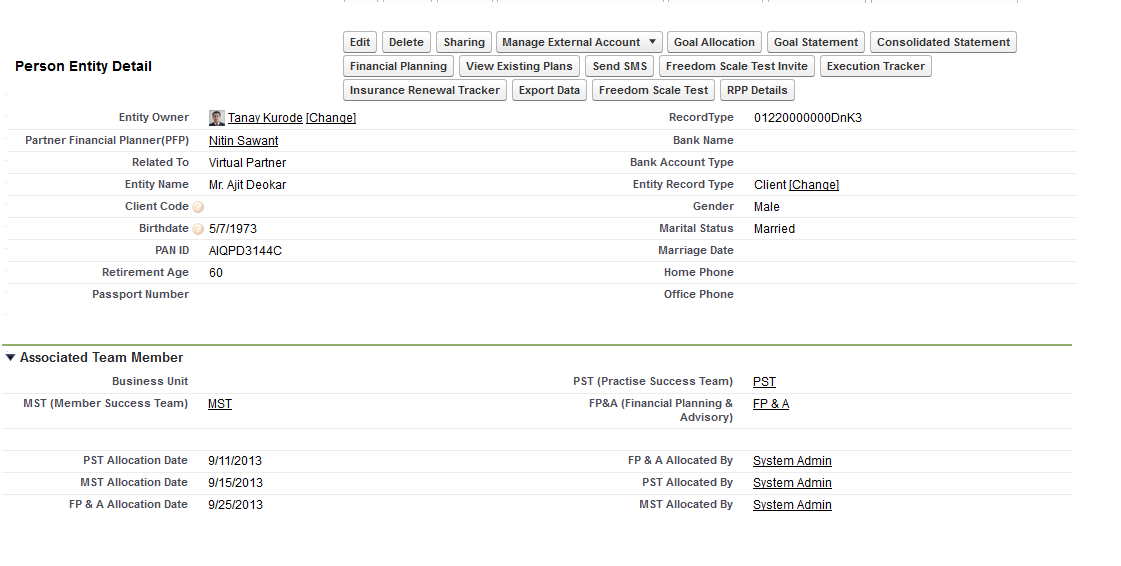 Edit Delete Sharing Manage External Account Goal Allocation Goal Statement Consolidated Statement
Person Entity Detail Financial Planning View Existing Plans Send SMS Freedom Scale Test Invite Execution Tracker
Insurance Renewal Tracker Export Data Freedom Scale Test RPP Details
Entity Owner Tanay Kurode [Change] RecordType 01220000000DnK3
Partner Financial Planner(PFP) Nitin Sawant Bank Name
Related To Virtual Partner Bank Account Type
Entity Name Mr. Ajit Deokar Entity Record Type Client [Change]
Client Code ? Gender Male
Birthdate ? 5/7/1973 Marital Status Married
PAN ID AIQPD3144C Marriage Date
Retirement Age 60 Home Phone
Passport Number Office Phone
Associated Team Member
Business Unit PST (Practise Success Team) PST
MST (Member Success Team) MST FP&A (Financial Planning & FP & A
Advisory)
PST Allocation Date 9/11/2013 FP & A Allocated By System Admin
MST Allocation Date 9/15/2013 PST Allocated By System Admin
FP & A Allocation Date 9/25/2013 MST Allocated By System Admin